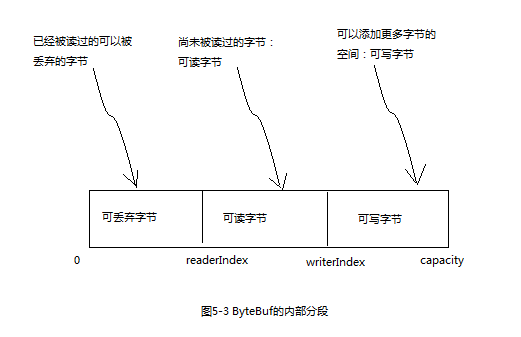 已经被读过的可以被
丢弃的字节
尚未被读过的字节：
可读字节
可以添加更多字节的
空间：可写字节
可丢弃字节
可读字节
可写字节
0
readerIndex
writerIndex
capacity
图5-3 ByteBuf的内部分段